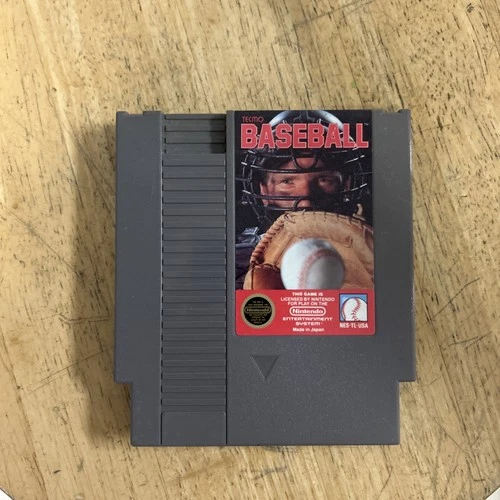 TECMO
BASEBALL
THIS GAME IS
LICENSED BY NINTENDO
FOR PLAY ON THE
Nintendo
ENTERTAINMENT
SYSTEM
Made in Japan
Nintendo
NES-TL-USA